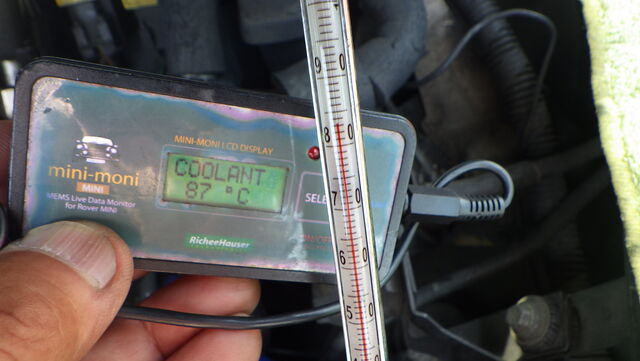 MINI-MONI LCD DISPLAY
mini-moni
MINI
MEMS Live Data Monitor
for Rover MINI
COOLANT
87 °C
RicheeHauser
9 0
8 0
7 0
6 0
5 0